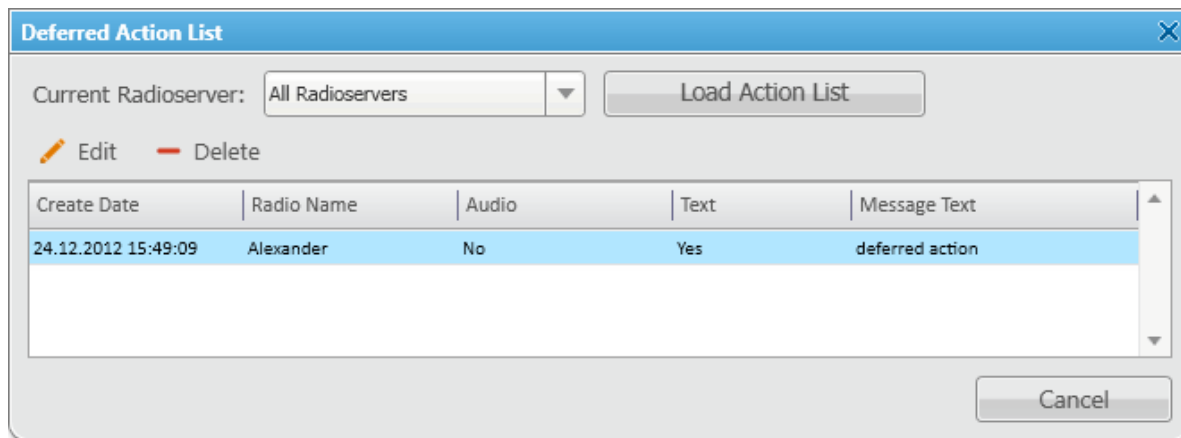 Deferred Action List
Current Radioserver: All Radioservers Load Action List
Edit Delete
Create Date Radio Name Audio Text Message Text
24.12.2012 15:49:09 Alexander No Yes deferred action
Cancel